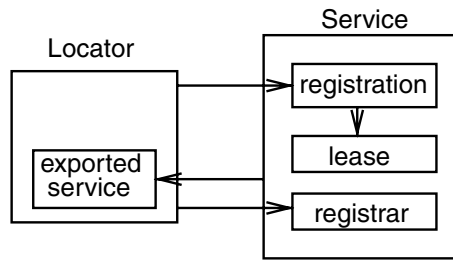 Locator
Service
registration
lease
exported
service
registrar